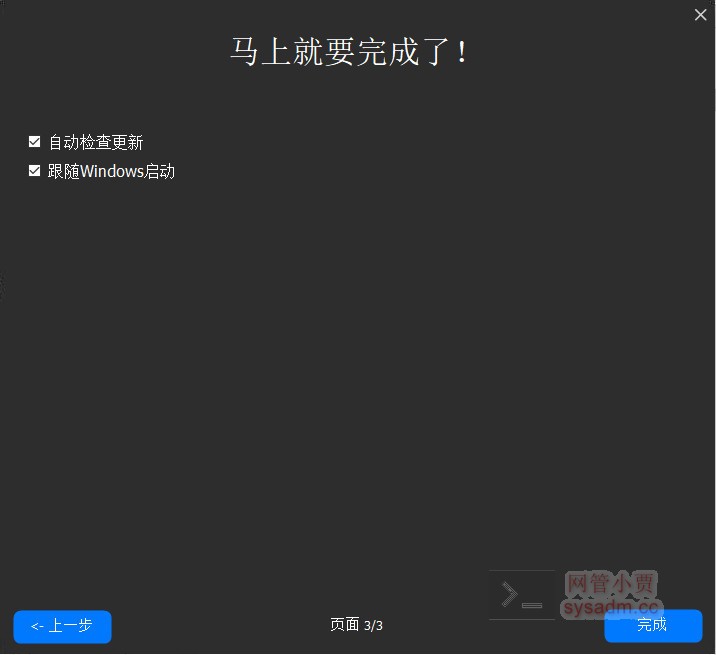 马上就要完成了！
自动检查更新
跟随Windows启动
网管小贾
sysadm.cc
<- 上一步
页面 3/3
完成